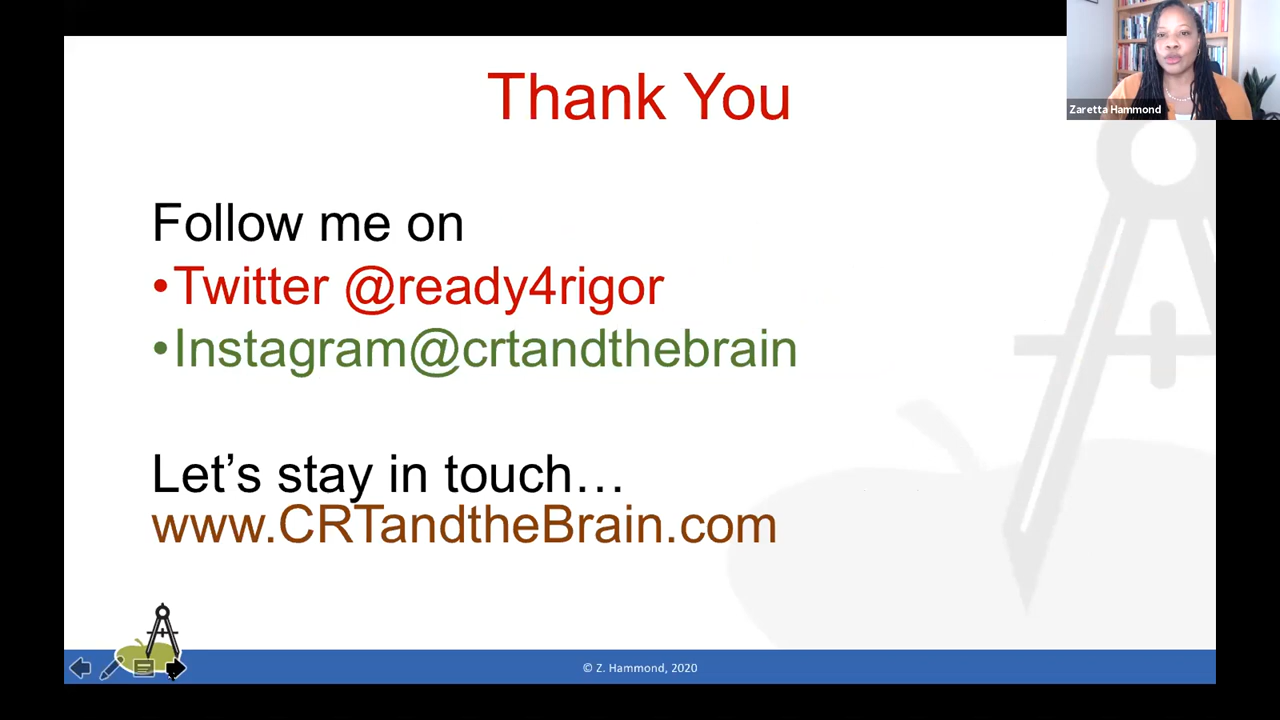 Thank You
Zaretta Hammond
Follow me on
•Twitter @ready4rigor
•Instagram@crtandthebrain
Let’s stay in touch…
www.CRTandtheBrain.com
© Z. Hammond, 2020